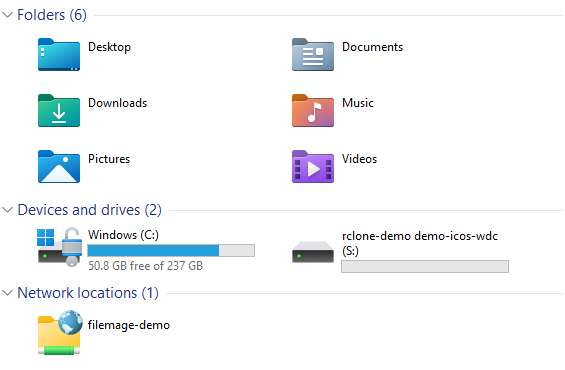 Folders (6)
Desktop
Documents
Downloads
Music
Pictures
Videos
Devices and drives (2)
Windows (C:)
50.8 GB free of 237 GB
rclone-demo demo-icos-wdc
(S:)
Network locations (1)
filemage-demo